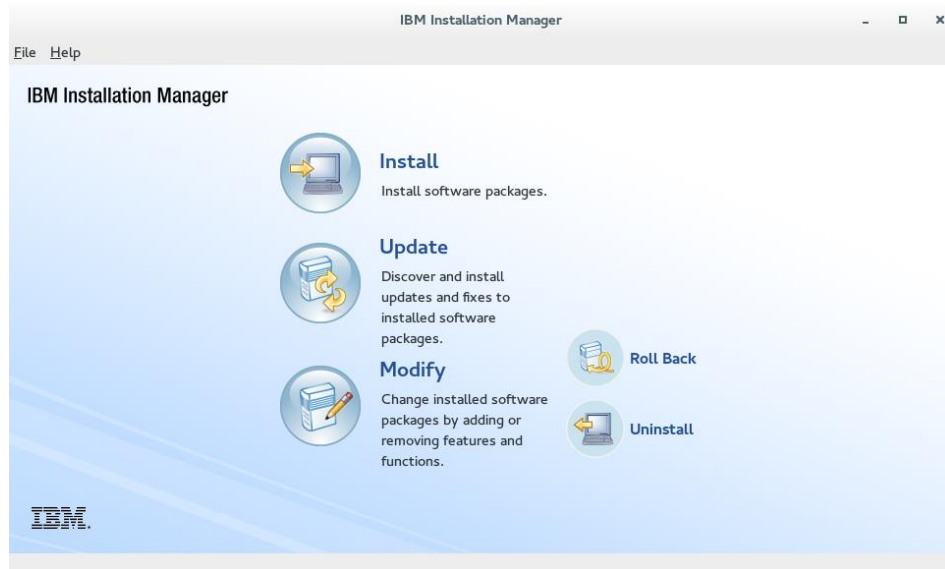 IBM Installation Manager
File Help
IBM Installation Manager
Install
Install software packages.
Update
Discover and install
updates and fixes to
installed software
packages.
Modify
Change installed software
packages by adding or
removing features and
functions.
Roll Back
Uninstall
IBM.